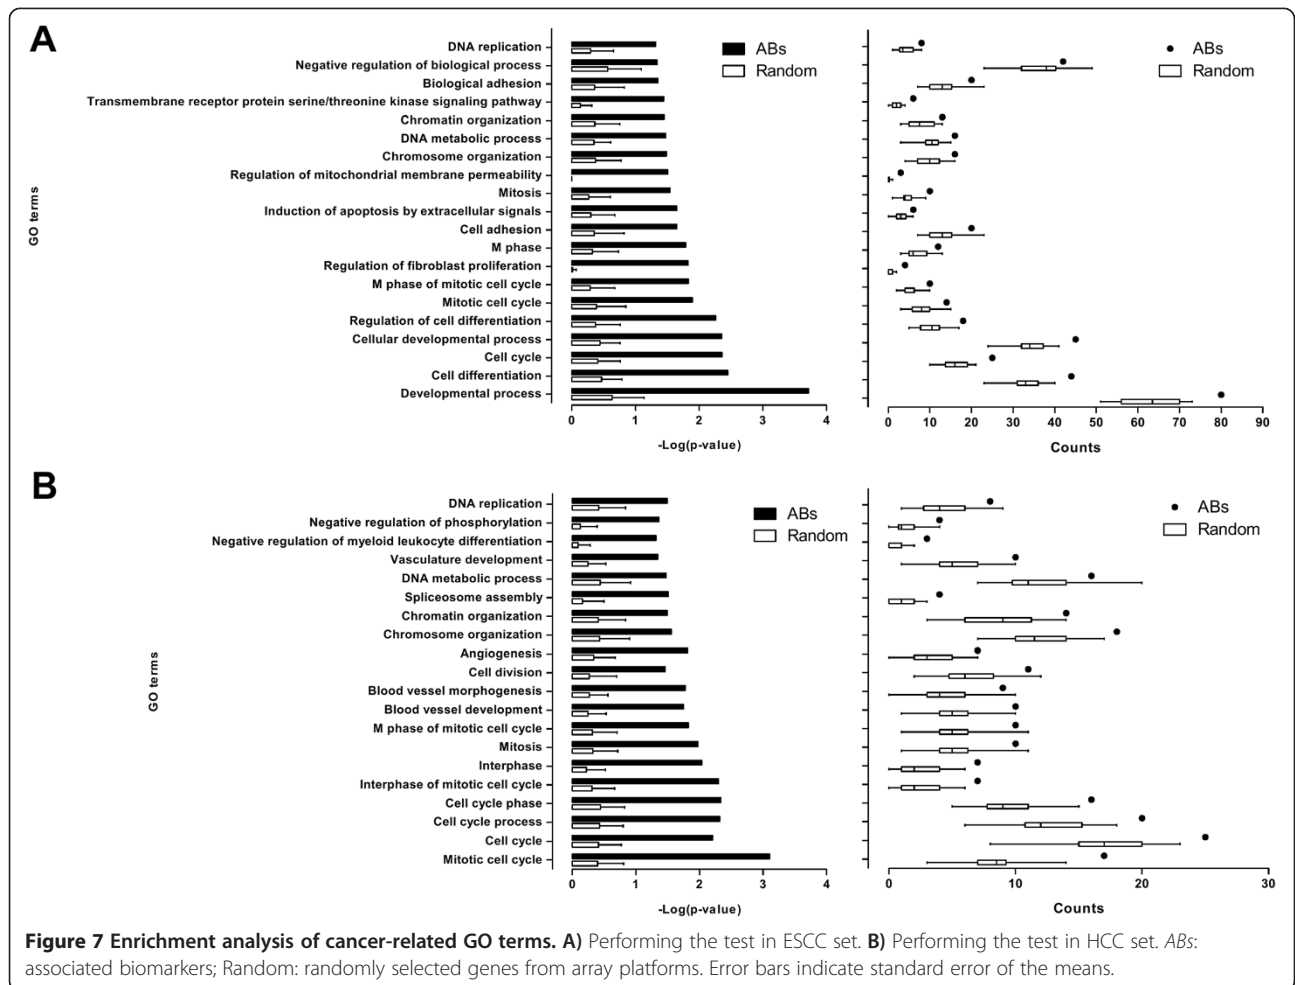 A
DNA replication
Negative regulation of biological process
Biological adhesion
Transmembrane receptor protein serine/threonine kinase signaling pathway
Chromatin organization
DNA metabolic process
Chromosome organization
Regulation of mitochondrial membrane permeability
Mitosis
Induction of apoptosis by extracellular signals
Cell adhesion
M phase
Regulation of fibroblast proliferation
M phase of mitotic cell cycle
Mitotic cell cycle
Regulation of cell differentiation
Cellular developmental process
Cell cycle
Cell differentiation
Developmental process
GO terms
ABs
Random
0 1 2 3 4
-Log(p-value)
ABs
Random
0 10 20 30 40 50 60 70 80 90
Counts
B
DNA replication
Negative regulation of phosphorylation
Negative regulation of myeloid leukocyte differentiation
Vasculature development
DNA metabolic process
Spliceosome assembly
Chromatin organization
Chromosome organization
Angiogenesis
Cell division
Blood vessel morphogenesis
Blood vessel development
M phase of mitotic cell cycle
Mitosis
Interphase
Interphase of mitotic cell cycle
Cell cycle phase
Cell cycle process
Cell cycle
Mitotic cell cycle
GO terms
ABs
Random
0 1 2 3 4
-Log(p-value)
ABs
Random
0 10 20 30
Counts
Figure 7 Enrichment analysis of cancer-related GO terms. A) Performing the test in ESCC set. B) Performing the test in HCC set. ABs:
associated biomarkers; Random: randomly selected genes from array platforms. Error bars indicate standard error of the means.